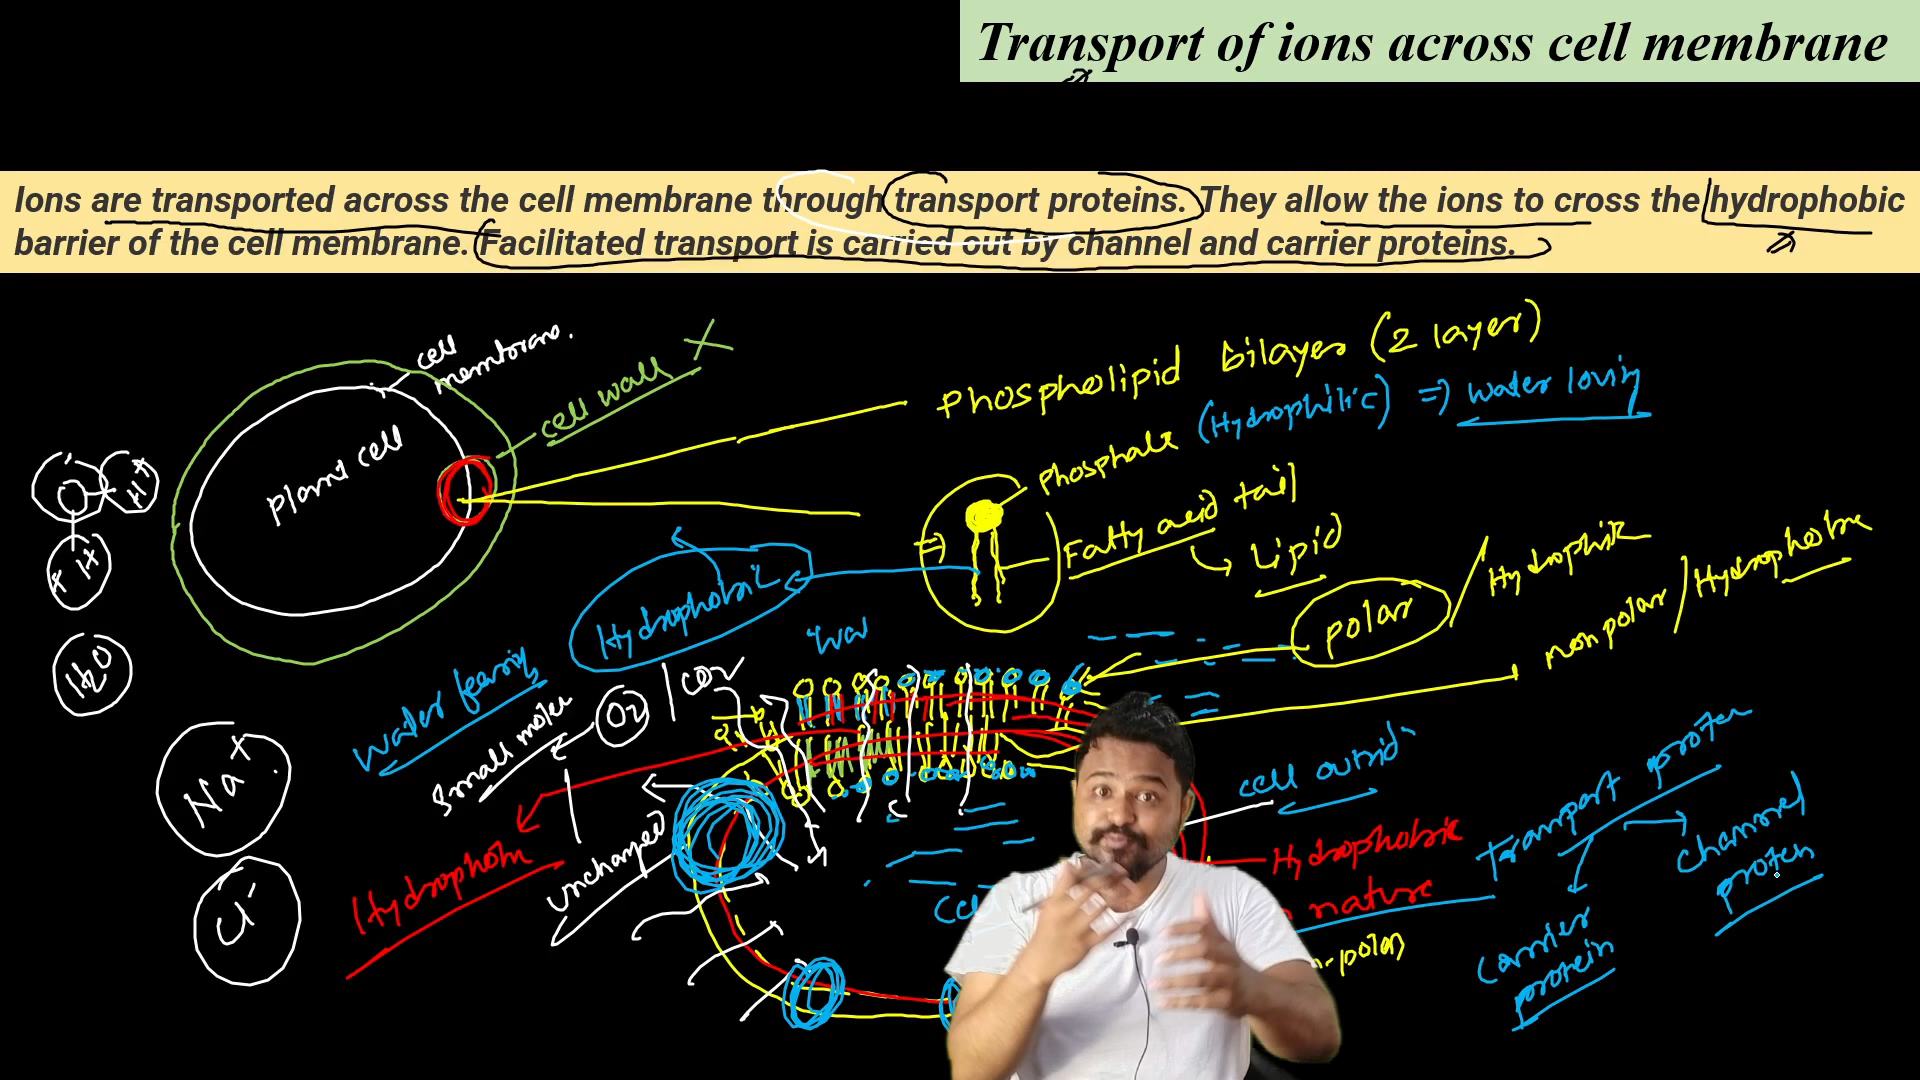 Transport of ions across cell membrane
Ions are transported across the cell membrane through transport proteins. They allow the ions to cross the hydrophobic
barrier of the cell membrane. Facilitated transport is carried out by channel and carrier proteins.
cell
membrane.
cell wall
plant cell
Phospholipid bilayer (2 layer)
(Hydrophilic) => water loving
phosphate
Fatty acid tail
Lipid
O
H+
+ H
H2O
Hydrophobic
water fearing
polar
Hydrophilic
non polar / Hydrophobic
Small molec
O2
Na+
Cl-
uncharged
Hydrophobic
cell outside
Hydrophobic
nature
Transport protein
channel
protein
carrier
protein